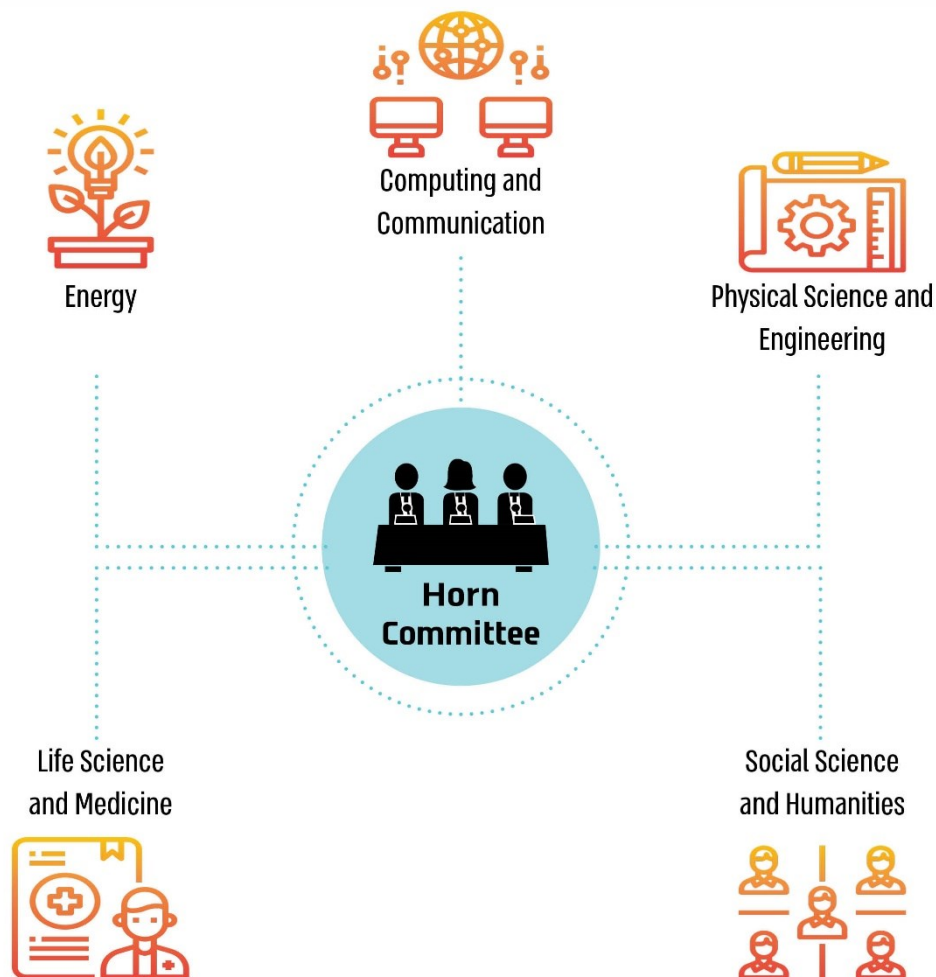 Computing and
Communication
Energy
Physical Science and
Engineering
Horn
Committee
Life Science
and Medicine
Social Science
and Humanities